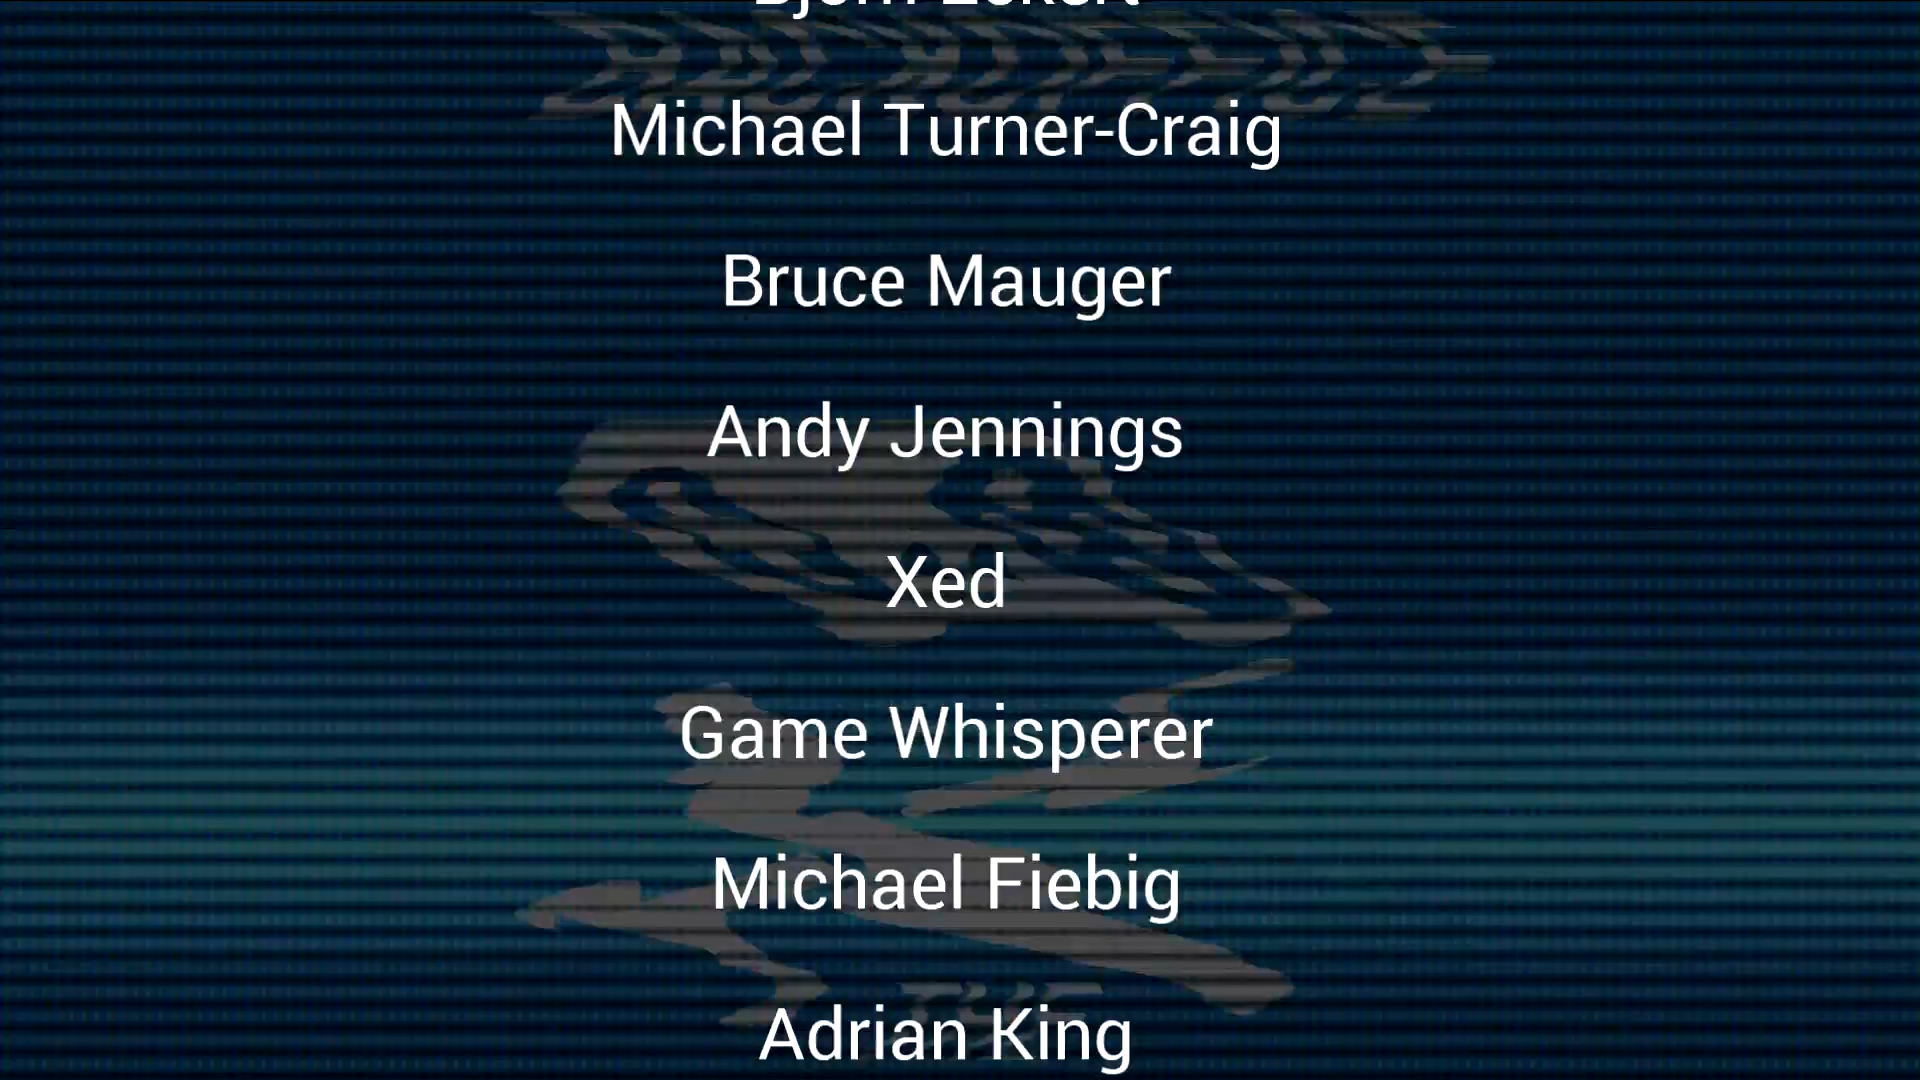 Michael Turner-Craig
Bruce Mauger
Andy Jennings
Xed
Game Whisperer
Michael Fiebig
Adrian King